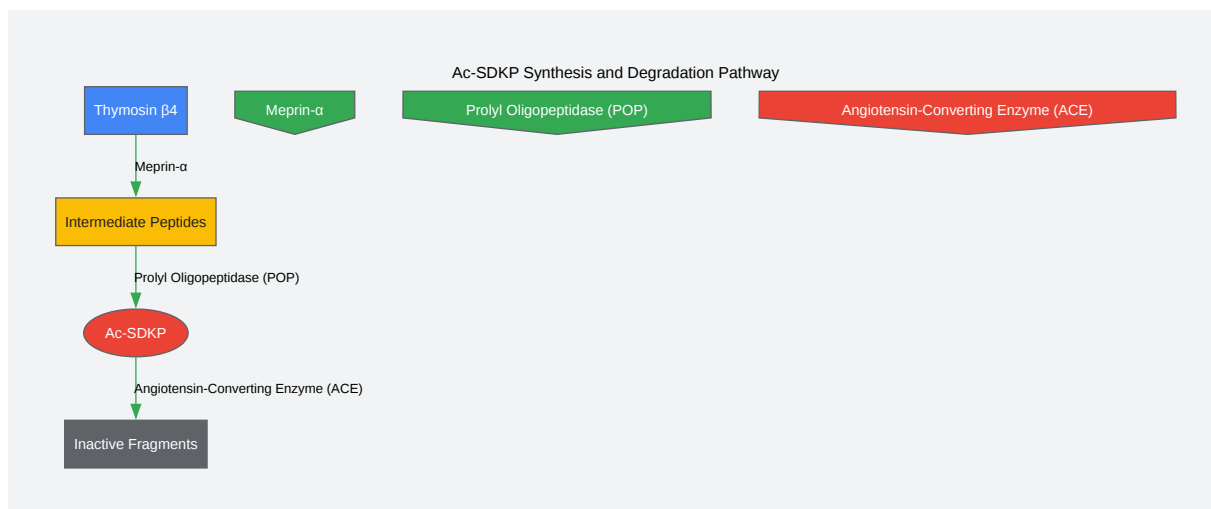 Ac-SDKP Synthesis and Degradation Pathway
Thymosin β4
Meprin-α
Prolyl Oligopeptidase (POP)
Angiotensin-Converting Enzyme (ACE)
Meprin-α
Intermediate Peptides
Prolyl Oligopeptidase (POP)
Ac-SDKP
Angiotensin-Converting Enzyme (ACE)
Inactive Fragments